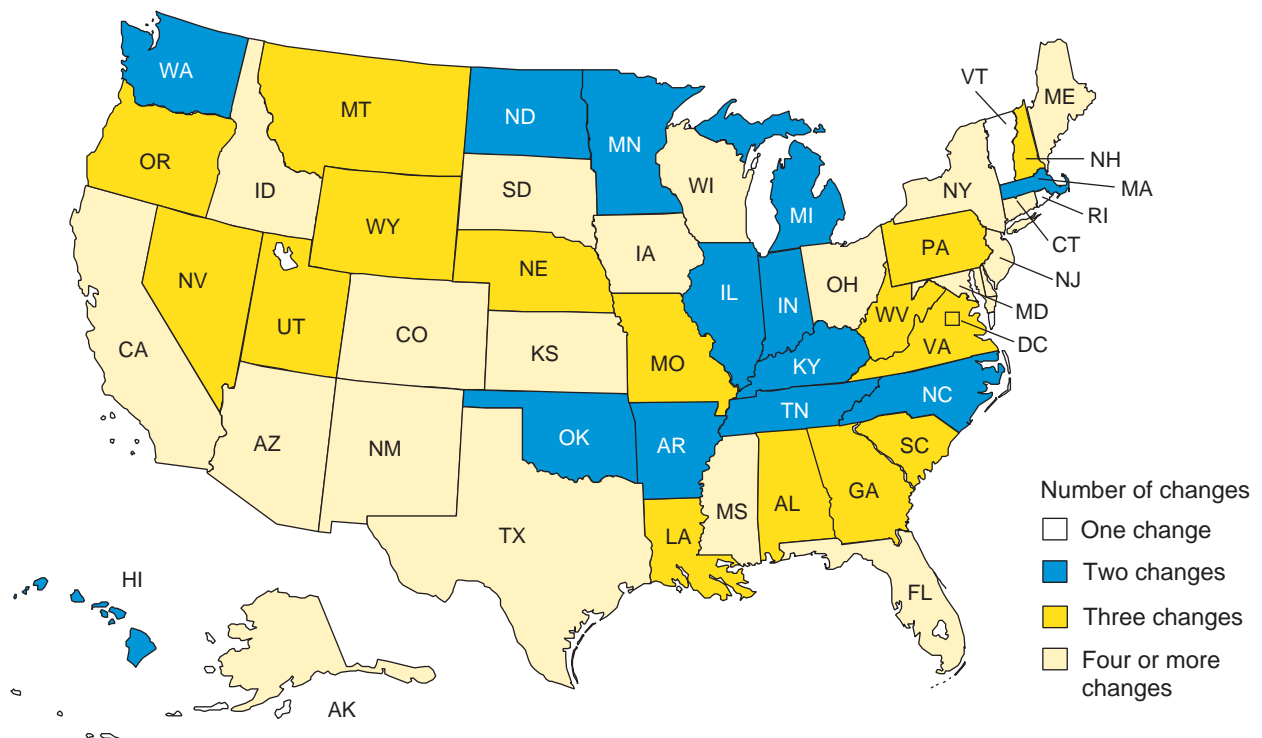 WA
MT
ND
MN
VT
ME
OR
ID
SD
WI
NH
NY
MA
MI
RI
WY
CT
IA
PA
NE
NJ
NV
IL
IN
OH
MD
UT
WV
DC
CO
VA
CA
KS
MO
KY
NC
TN
AZ
NM
OK
AR
SC
GA
Number of changes
MS
AL
One change
TX
LA
Two changes
HI
FL
Three changes
Four or more
changes
AK